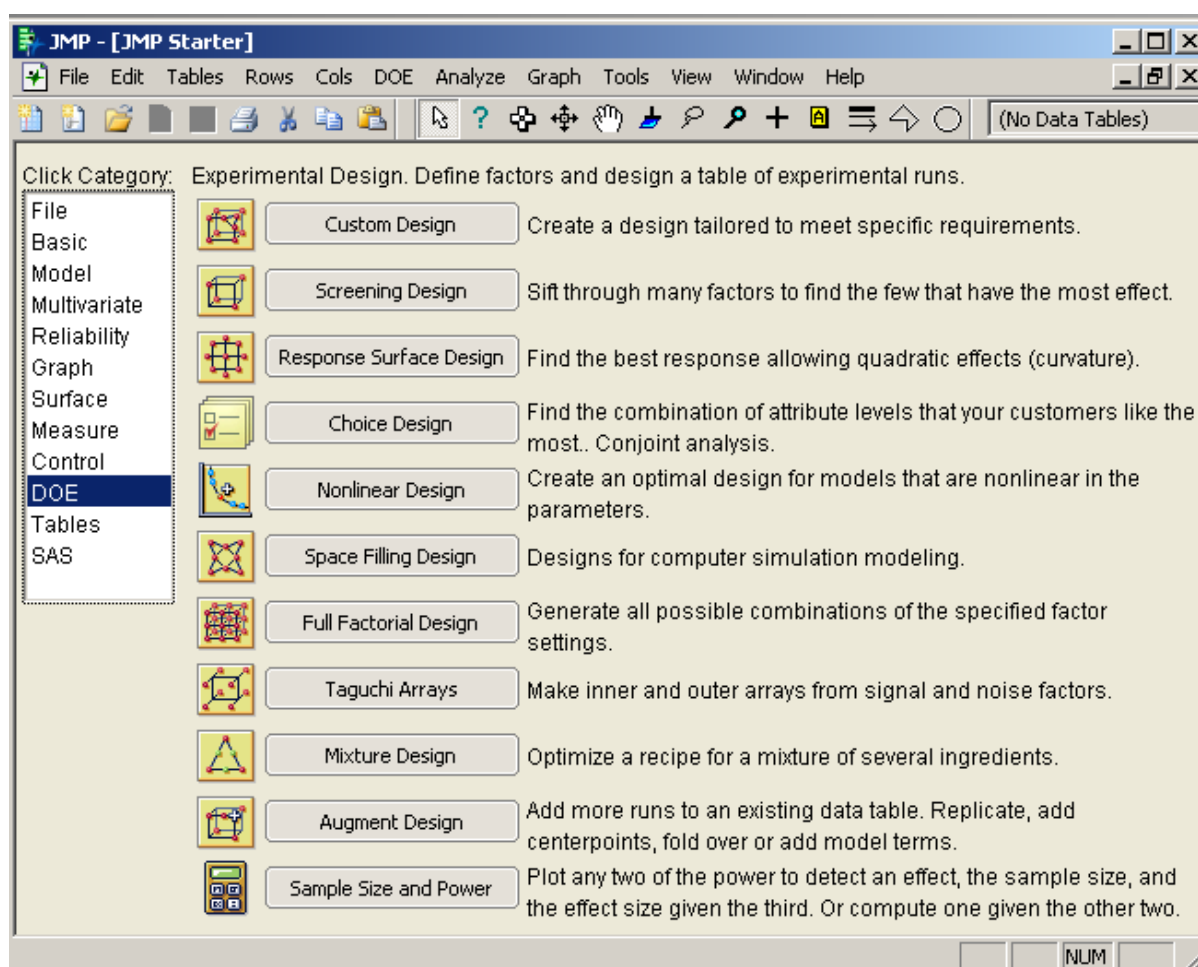 JMP - [JMP Starter]
File Edit Tables Rows Cols DOE Analyze Graph Tools View Window Help
(No Data Tables)
Click Category:
File
Basic
Model
Multivariate
Reliability
Graph
Surface
Measure
Control
DOE
Tables
SAS
Experimental Design. Define factors and design a table of experimental runs.
Custom Design
Create a design tailored to meet specific requirements.
Screening Design
Sift through many factors to find the few that have the most effect.
Response Surface Design
Find the best response allowing quadratic effects (curvature).
Choice Design
Find the combination of attribute levels that your customers like the
most.. Conjoint analysis.
Nonlinear Design
Create an optimal design for models that are nonlinear in the
parameters.
Space Filling Design
Designs for computer simulation modeling.
Full Factorial Design
Generate all possible combinations of the specified factor
settings.
Taguchi Arrays
Make inner and outer arrays from signal and noise factors.
Mixture Design
Optimize a recipe for a mixture of several ingredients.
Augment Design
Add more runs to an existing data table. Replicate, add
centerpoints, fold over or add model terms.
Sample Size and Power
Plot any two of the power to detect an effect, the sample size, and
the effect size given the third. Or compute one given the other two.
NUM